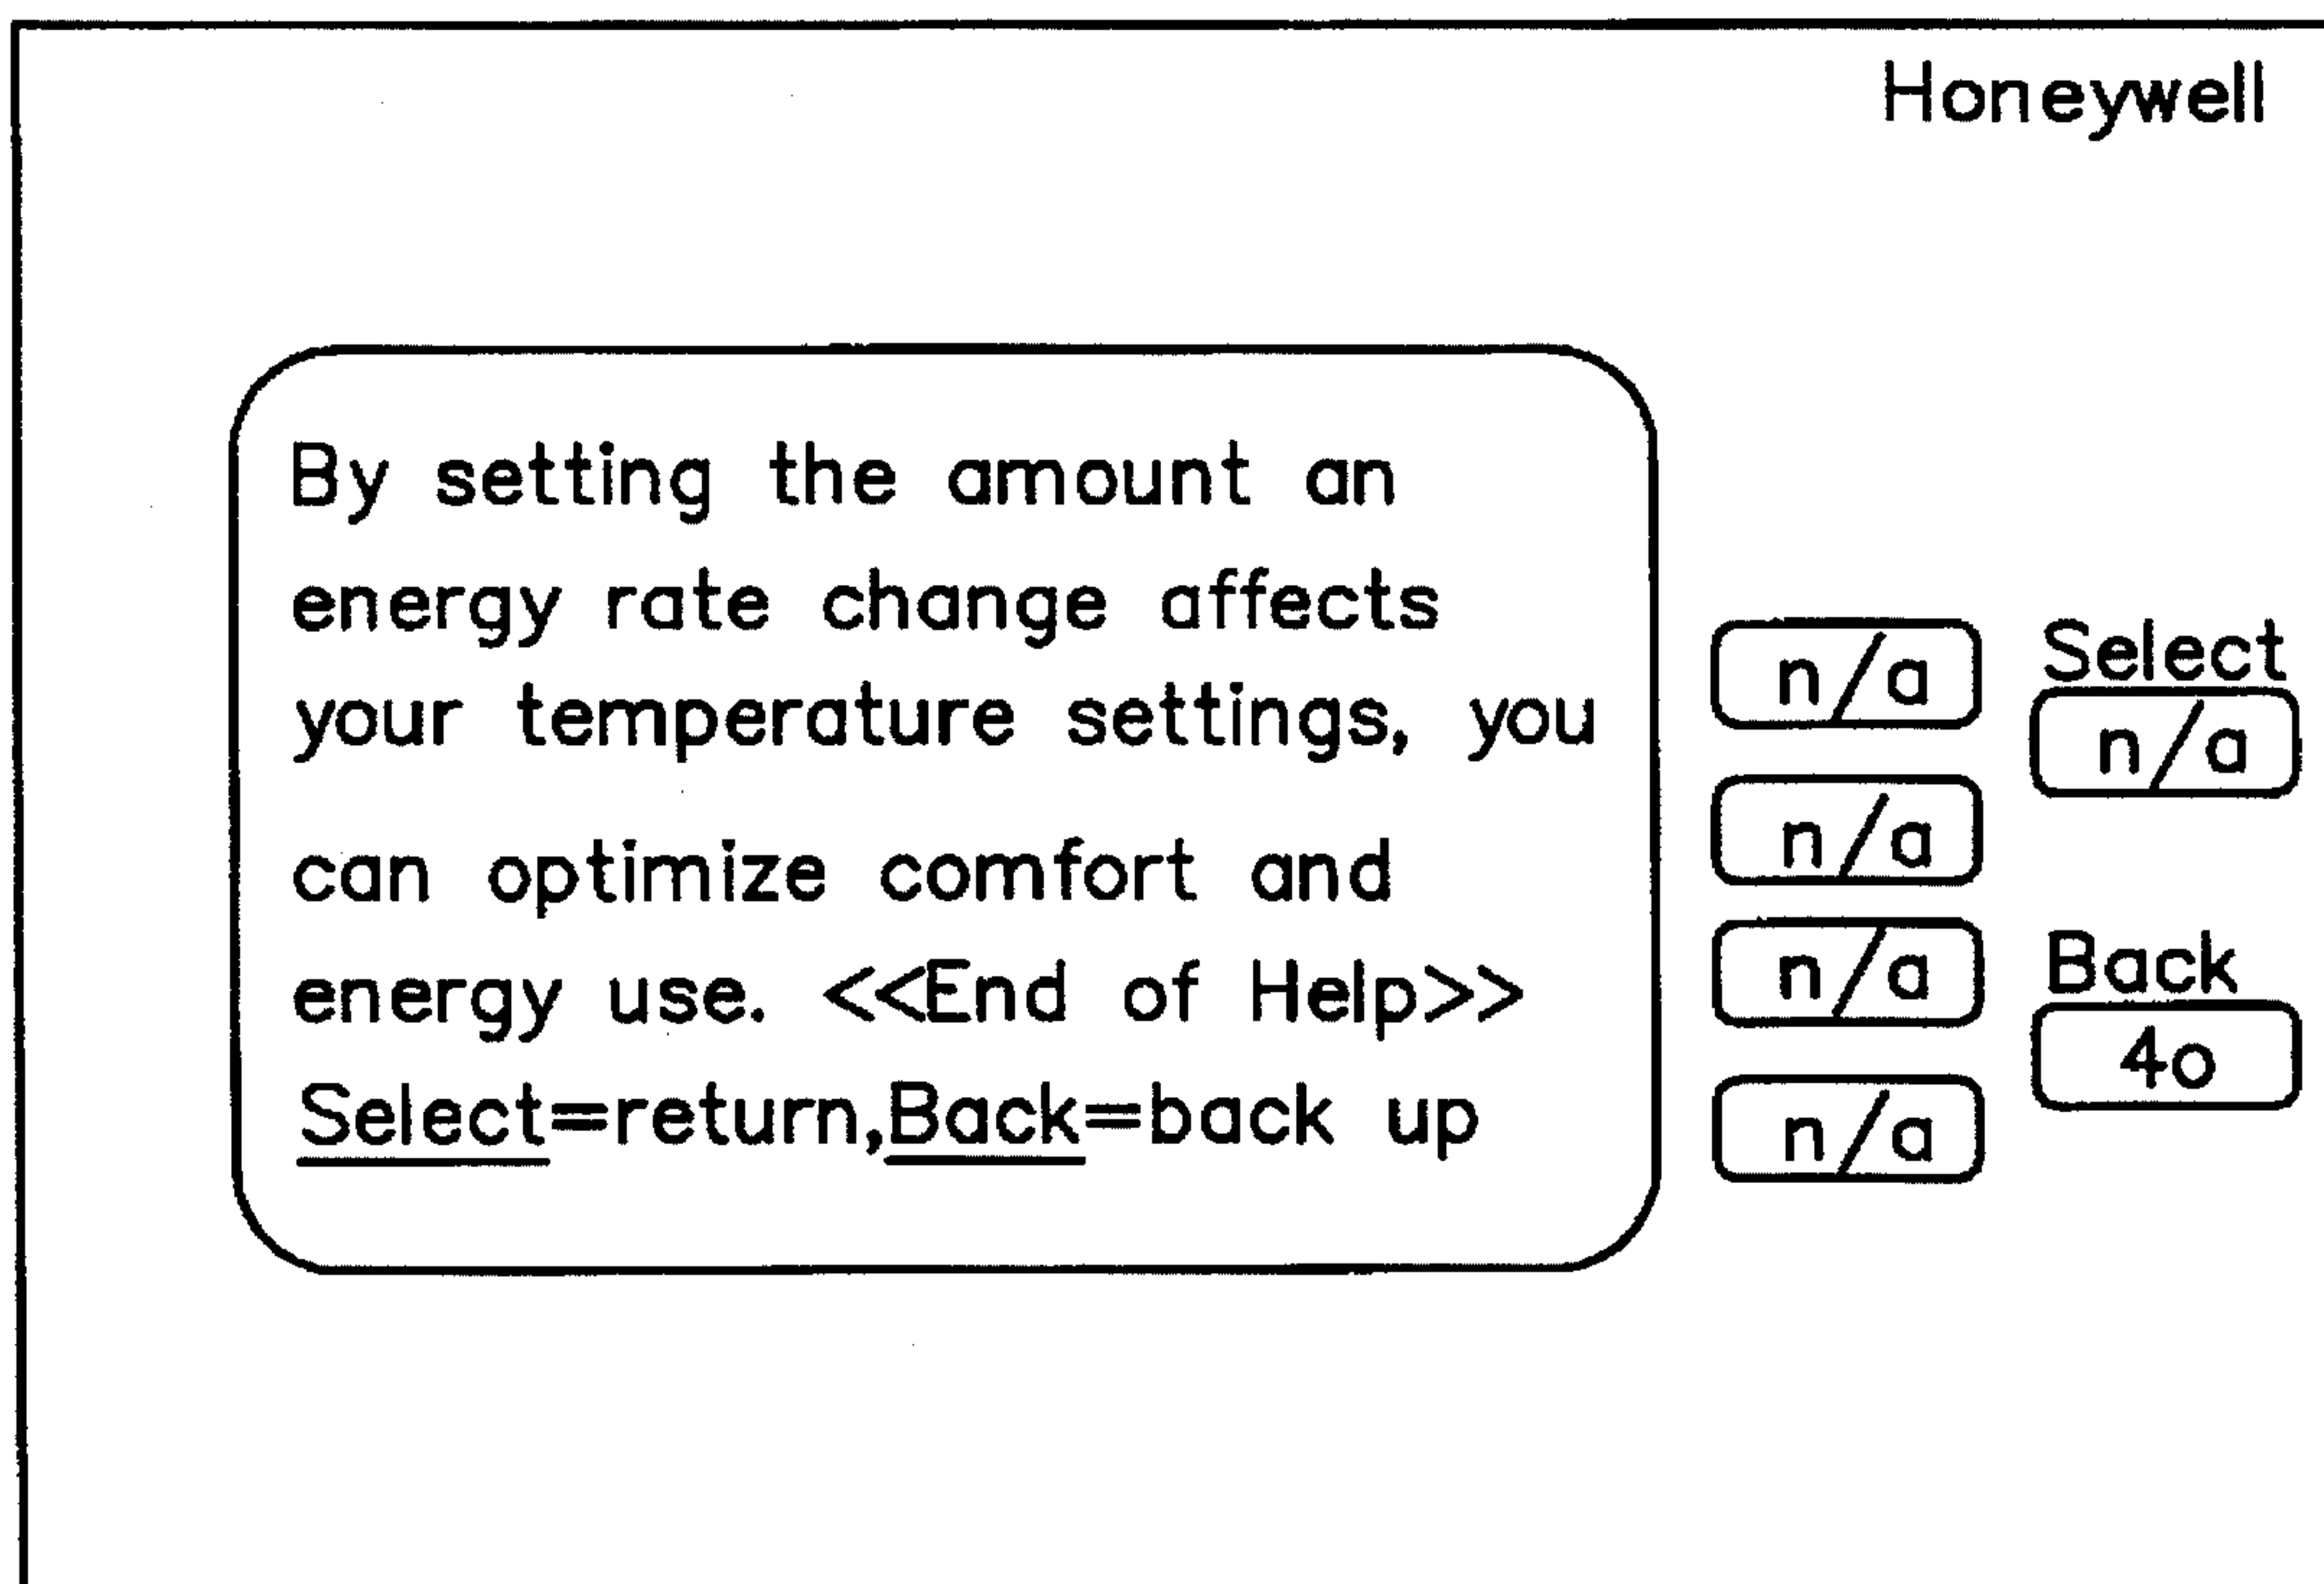 Honeywell
By setting the amount an
energy rate change affects
your temperature settings, you
can optimize comfort and
energy use. <<End of Help>>
Select=return,Back=back up
n/a
n/a
n/a
n/a
Select
n/a
Back
4o